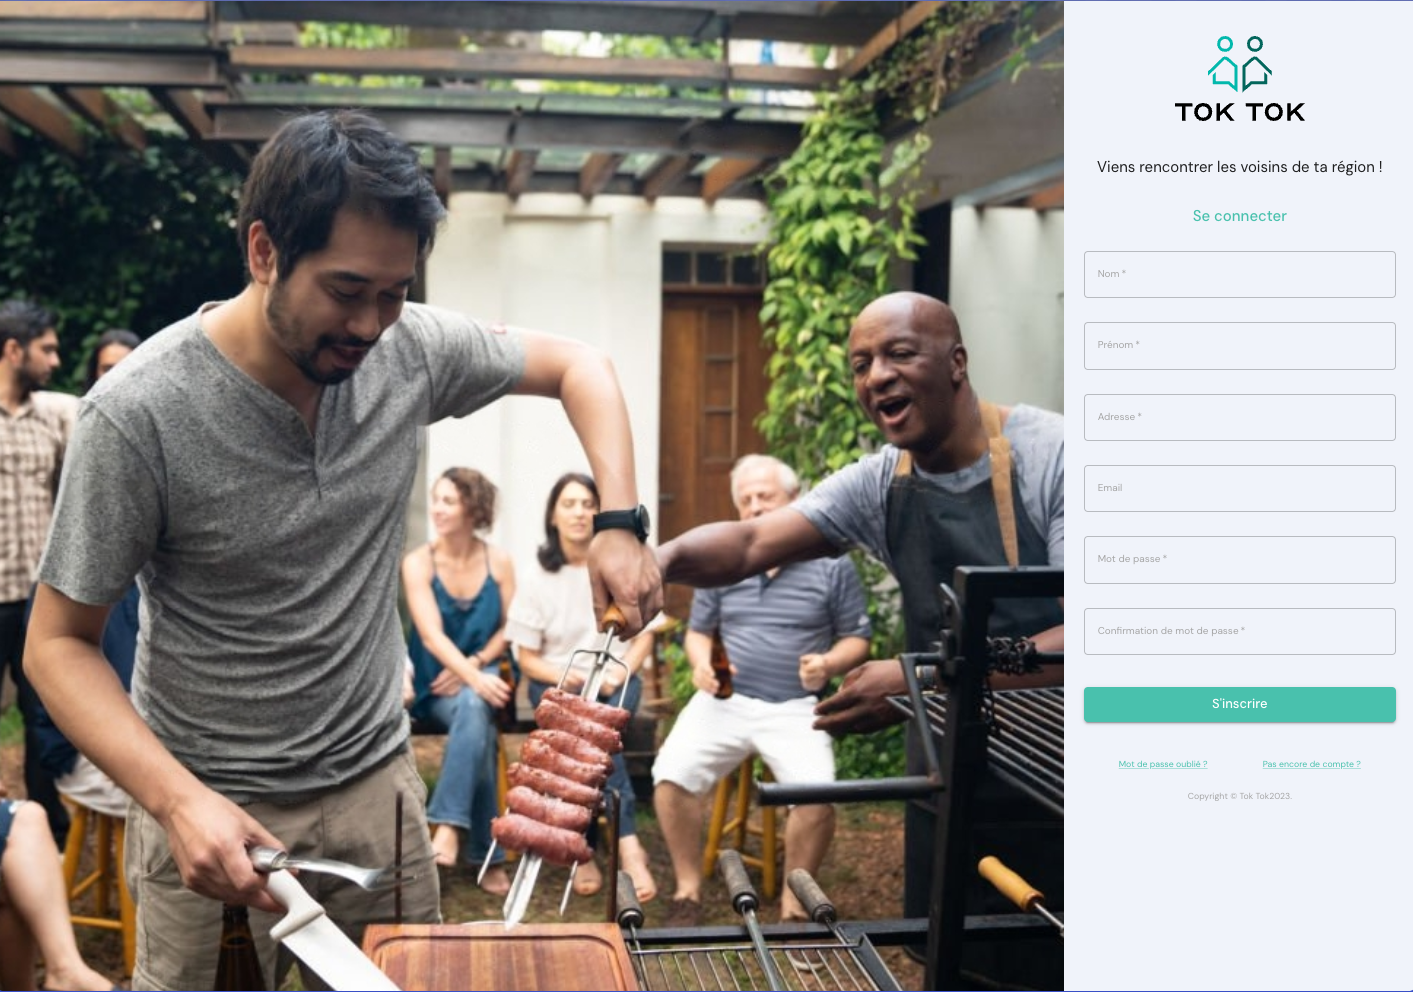 TOK TOK
Viens rencontrer les voisins de ta région !
Se connecter
Nom *
Prénom *
Adresse *
Email
Mot de passe *
Confirmation de mot de passe *
S'inscrire
Mot de passe oublié ? Pas encore de compte ?
Copyright © Tok Tok2023.